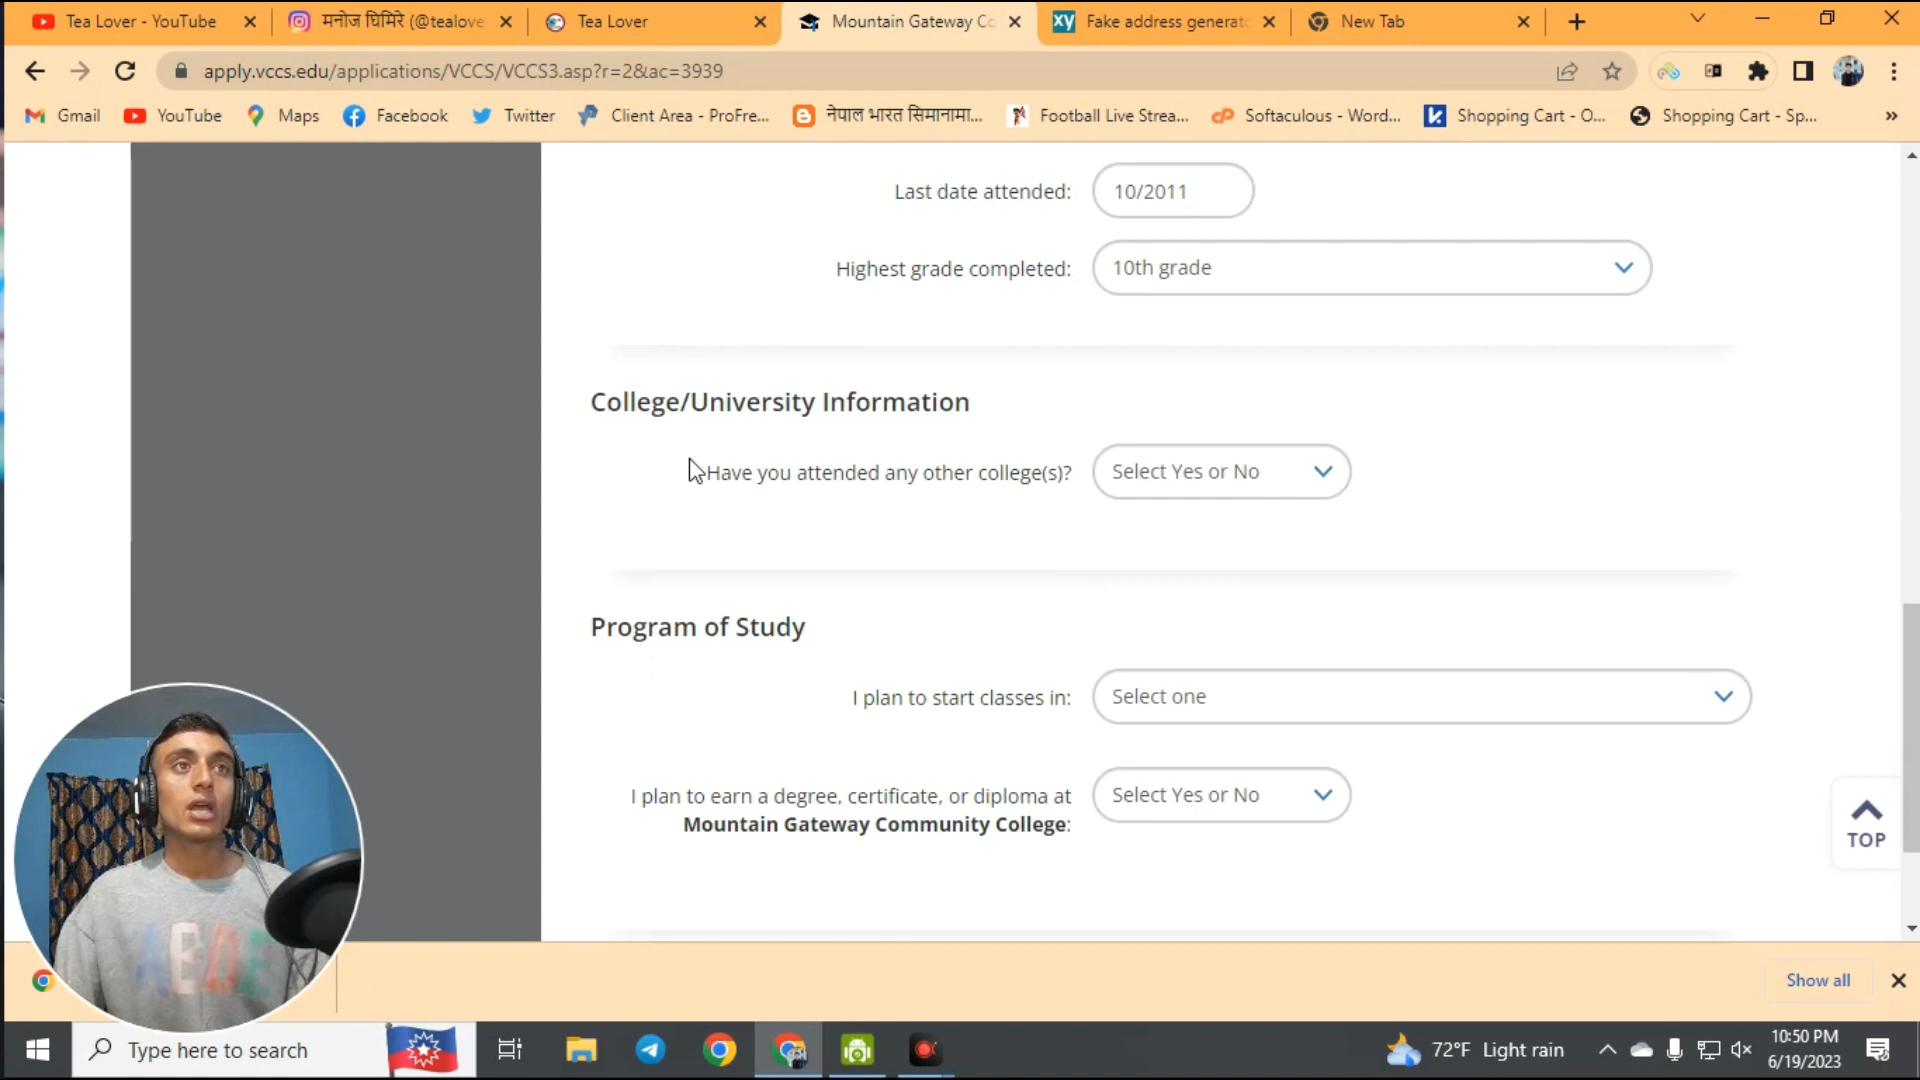 Tea Lover - YouTube
मनोज घिमिरे (@tealove
Tea Lover
Mountain Gateway Co
XY Fake address generato
New Tab
apply.vccs.edu/applications/VCCS/VCCS3.asp?r=2&ac=3939
Gmail
YouTube
Maps
Facebook
Twitter
Client Area - ProFre...
नेपाल भारत सिमानामा...
Football Live Strea...
cP Softaculous - Word...
Shopping Cart - O...
Shopping Cart - Sp...
Last date attended: 10/2011
Highest grade completed: 10th grade
College/University Information
Have you attended any other college(s)? Select Yes or No
Program of Study
I plan to start classes in: Select one
I plan to earn a degree, certificate, or diploma at Select Yes or No
Mountain Gateway Community College:
TOP
Show all
Type here to search
72°F Light rain
10:50 PM
6/19/2023